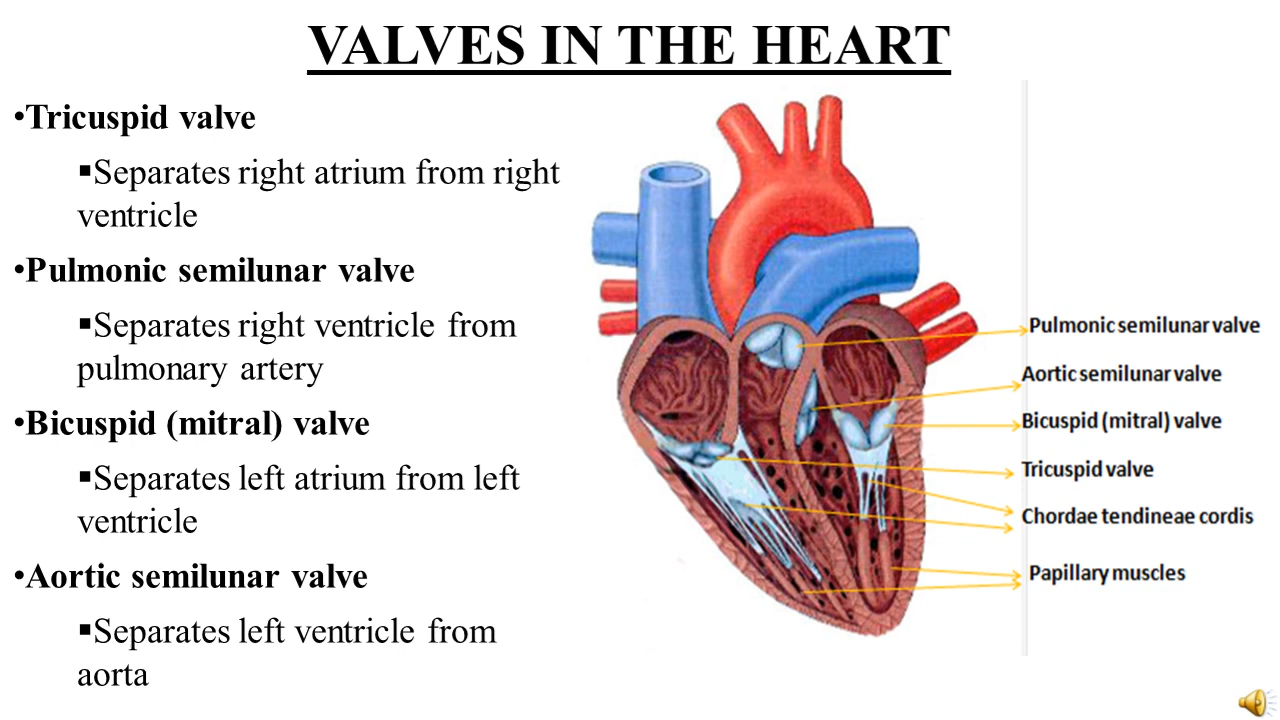 VALVES IN THE HEART
•Tricuspid valve
▪Separates right atrium from right
ventricle
•Pulmonic semilunar valve
▪Separates right ventricle from
pulmonary artery
•Bicuspid (mitral) valve
▪Separates left atrium from left
ventricle
•Aortic semilunar valve
▪Separates left ventricle from
aorta
Pulmonic semilunar valve
Aortic semilunar valve
Bicuspid (mitral) valve
Tricuspid valve
Chordae tendineae cordis
Papillary muscles